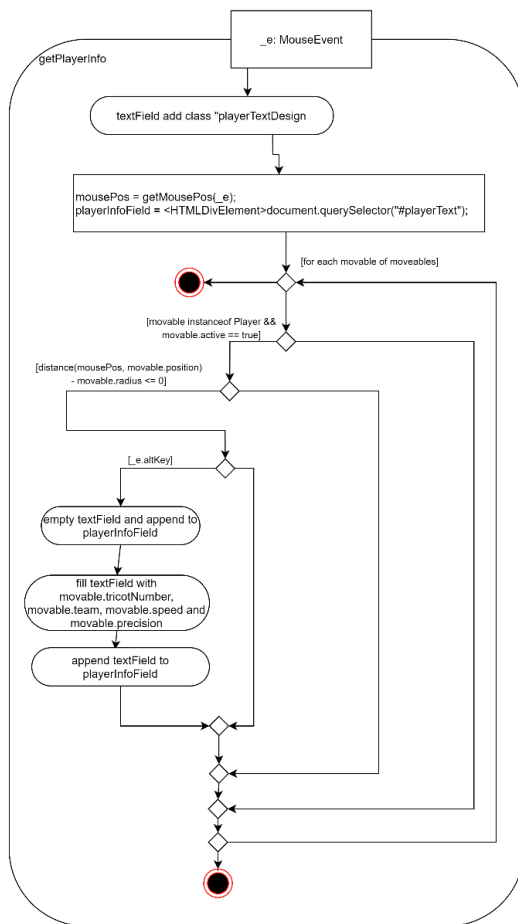 _e: MouseEvent
getPlayerInfo
textField add class "playerTextDesign
mousePos = getMousePos(_e);
playerInfoField = <HTMLDivElement>document.querySelector("#playerText");
[for each movable of moveables]
[movable instanceof Player &&
movable.active == true]
[distance(mousePos, movable.position)
- movable.radius <= 0]
[_e.altKey]
empty textField and append to
playerInfoField
fill textField with
movable.tricotNumber,
movable.team, movable.speed and
movable.precision
append textField to
playerInfoField